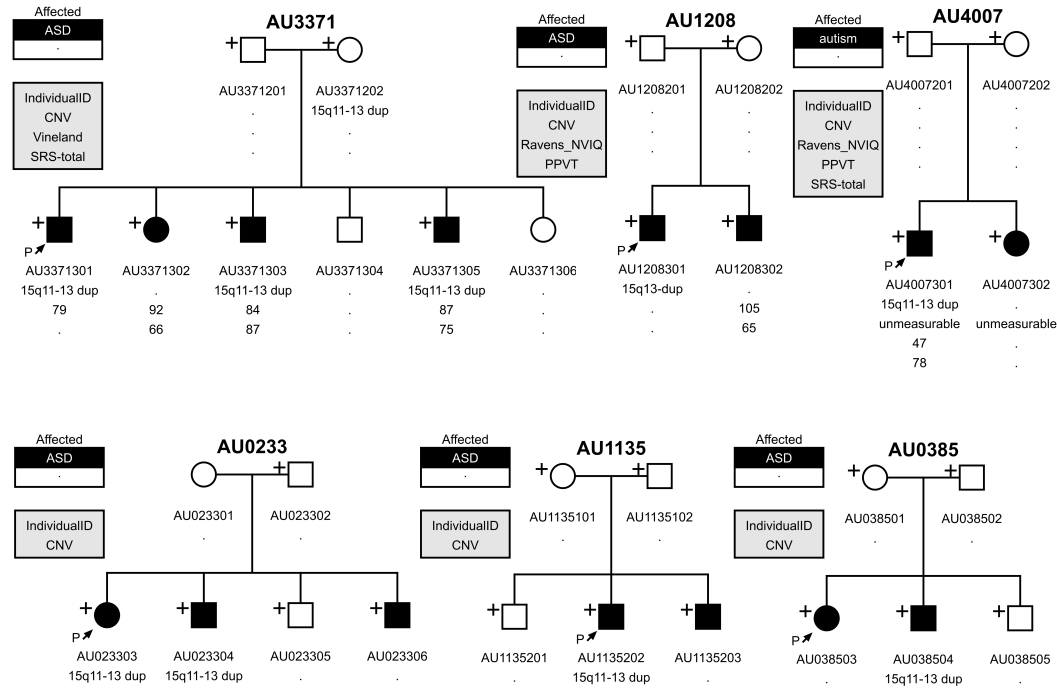 Affected
ASD
.
IndividualID
CNV
Vineland
SRS-total
AU3371
+ +
AU3371201 AU3371202
. 15q11-13 dup
. .
. .
+ + + +
P
AU3371301 AU3371302 AU3371303 AU3371304 AU3371305 AU3371306
15q11-13 dup . 15q11-13 dup . 15q11-13 dup .
79 92 84 . 87 .
. 66 87 . 75 .
Affected
ASD
.
IndividualID
CNV
Ravens_NVIQ
PPVT
AU1208
+ +
AU1208201 AU1208202
. .
. .
. .
+ +
P
AU1208301 AU1208302
15q13-dup .
. 105
. 65
Affected
autism
.
IndividualID
CNV
Ravens_NVIQ
PPVT
SRS-total
AU4007
+ +
AU4007201 AU4007202
. .
. .
. .
. .
+ +
P
AU4007301 AU4007302
15q11-13 dup .
unmeasurable unmeasurable
47 .
78 .
Affected
ASD
.
IndividualID
CNV
AU0233
+
AU023301 AU023302
. .
+ + + +
P
AU023303 AU023304 AU023305 AU023306
15q11-13 dup 15q11-13 dup . .
Affected
ASD
.
IndividualID
CNV
AU1135
+ +
AU1135101 AU1135102
. .
+ + +
P
AU1135201 AU1135202 AU1135203
. 15q11-13 dup .
Affected
ASD
.
IndividualID
CNV
AU0385
+ +
AU038501 AU038502
. .
+ + +
P
AU038503 AU038504 AU038505
. 15q11-13 dup .